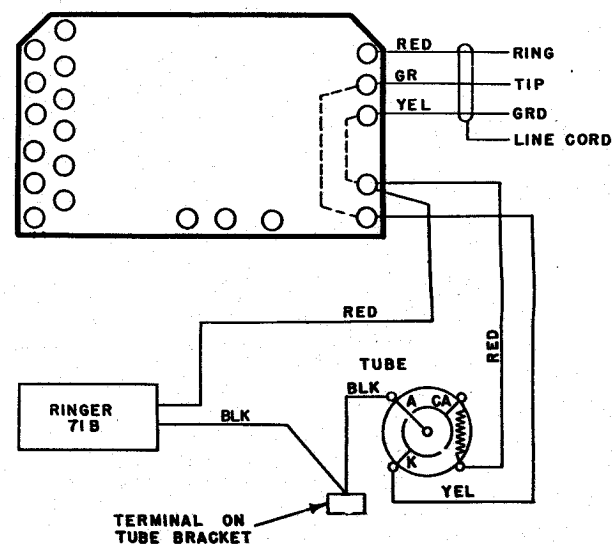 RED
RING
GR
TIP
YEL
GRD
LINE CORD
RED
RED
TUBE
BLK
A CA
K
RINGER
71B
BLK
YEL
TERMINAL ON
TUBE BRACKET